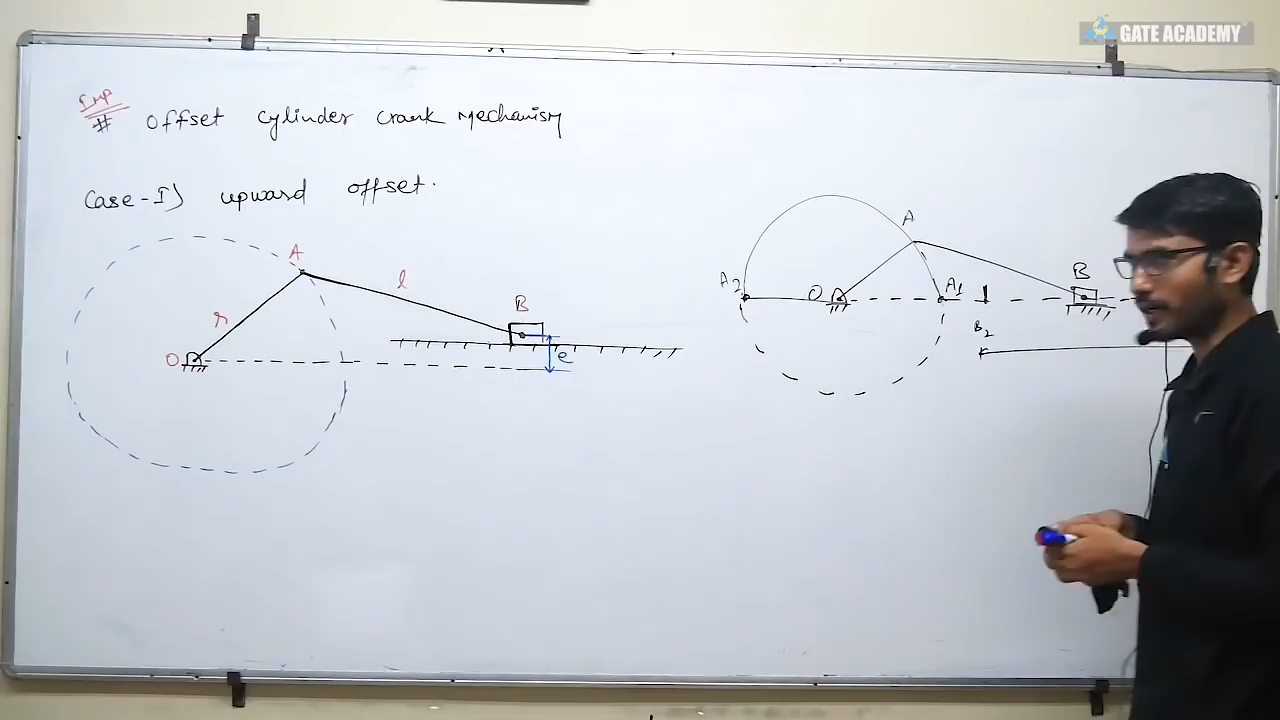 GATE ACADEMY
IMP
# offset cylinder crank Mechanism
Case-I) upward offset.
A
l
B
r
O
e
A
B
A2
O
A1
B2